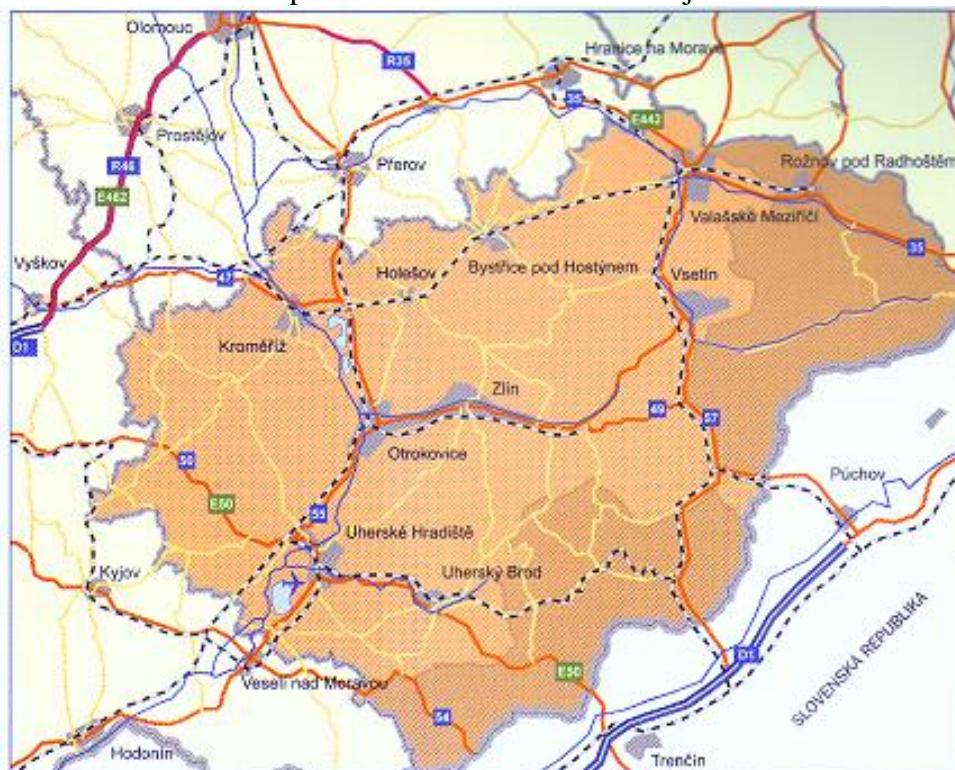 Olomouc
Hranice na Moravě
R35
35
E442
Prostějov
Přerov
Rožnov pod Radhoštěm
R46
E462
Valašské Meziříčí
35
Vyškov
47
Holešov
Bystřice pod Hostýnem
Vsetín
D1
Kroměříž
Zlín
49
57
Otrokovice
50
Púchov
E50
55
Uherské Hradiště
Kyjov
Uherský Brod
SLOVENSKÁ REPUBLIKA
D1
E50
Veselí nad Moravou
54
Hodonín
Trenčín